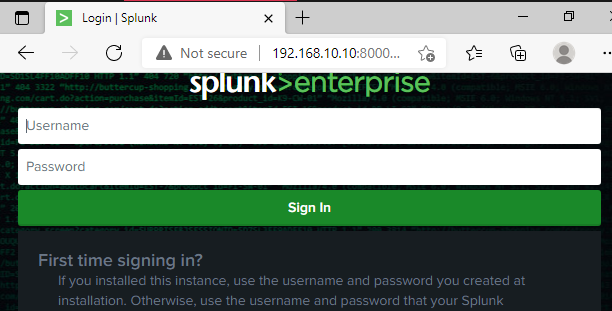 Login | Splunk
Not secure 192.168.10.10:8000...
splunk>enterprise
Username
Password
Sign In
First time signing in?
If you installed this instance, use the username and password you created at
installation. Otherwise, use the username and password that your Splunk